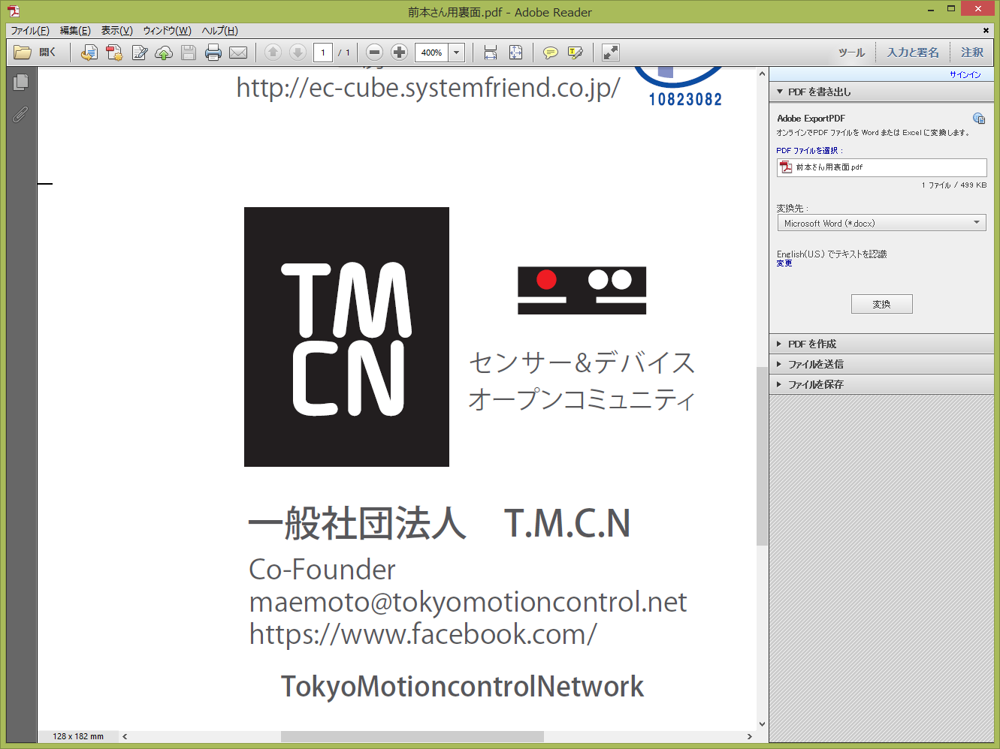 前本さん用裏面.pdf - Adobe Reader
ファイル(F) 編集(E) 表示(V) ウィンドウ(W) ヘルプ(H)
開く
1 / 1
400%
ツール
入力と署名
注釈
http://ec-cube.systemfriend.co.jp/
10823082
TM
CN
センサー&デバイス
オープンコミュニティ
一般社団法人 T.M.C.N
Co-Founder
maemoto@tokyomotioncontrol.net
https://www.facebook.com/
TokyoMotioncontrolNetwork
128 x 182 mm
サインイン
PDF を書き出し
Adobe ExportPDF
オンラインでPDF ファイルを Word または Excel に変換します。
PDF ファイルを選択 :
前本さん用裏面.pdf
1 ファイル / 499 KB
変換先 :
Microsoft Word (*.docx)
English(U.S.) でテキストを認識
変更
変換
PDF を作成
ファイルを送信
ファイルを保存